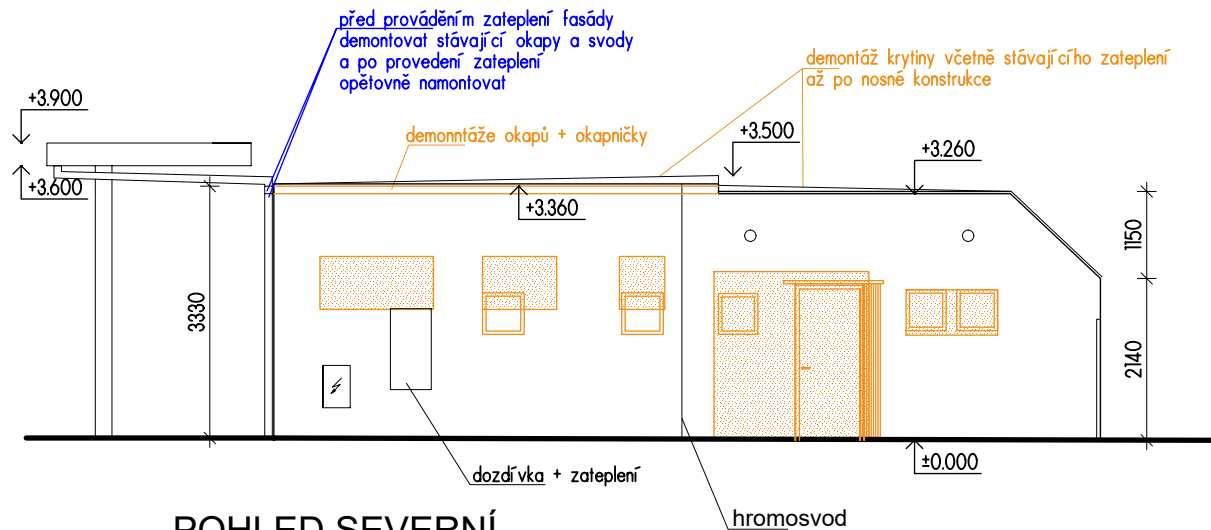 před prováděním zateplení fasády
demontovat stávající okapy a svody
a po provedení zateplení
opětovně namontovat
demontáž krytiny včetně stávajícího zateplení
až po nosné konstrukce
+3.900
demonntáže okapů + okapničky
+3.500
+3.260
+3.600
+3.360
1150
3330
2140
±0.000
dozdívka + zateplení
hromosvod
POHLED SEVERNÍ